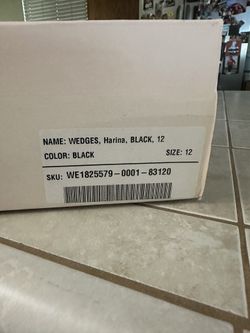 NAME: WEDGES, Harina, BLACK, 12
COLOR: BLACK SIZE: 12
SKU: WE1825579-0001-83120